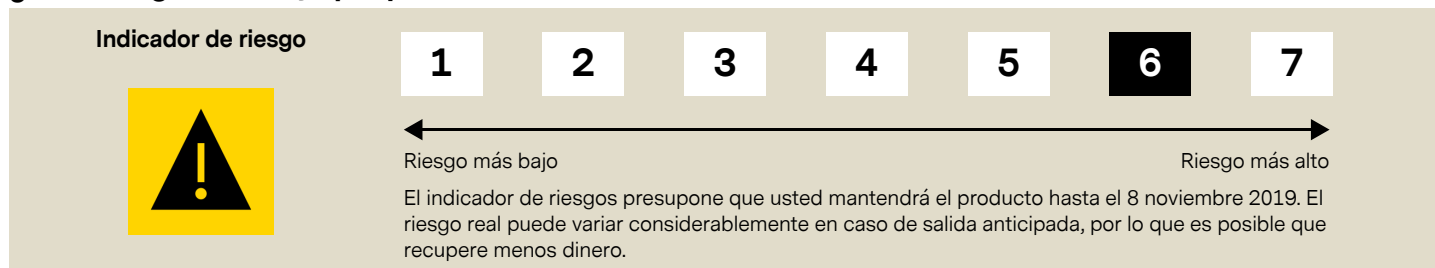 Indicador de riesgo
1 2 3 4 5 6 7
Riesgo más bajo Riesgo más alto
El indicador de riesgos presupone que usted mantendrá el producto hasta el 8 noviembre 2019. El
riesgo real puede variar considerablemente en caso de salida anticipada, por lo que es posible que
recupere menos dinero.